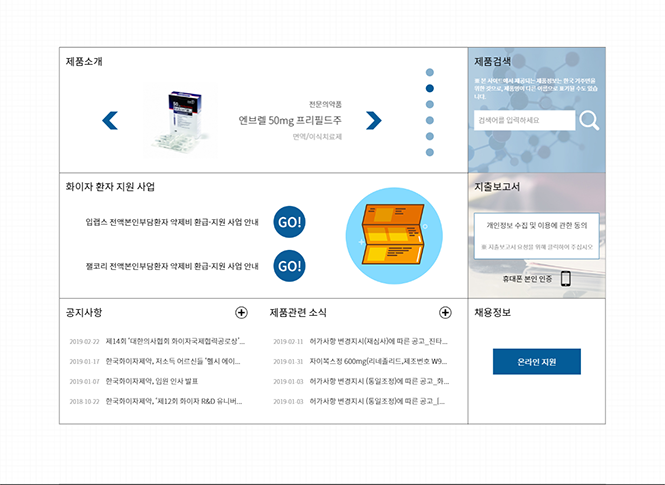 제품소개
전문의약품
엔브렐 50mg 프리필드주
면역/이식치료제
제품검색
※ 본 사이트에서 제공되는 제품정보는 한국 거주민을
위한 것으로, 제품명이 다른 이름으로 표기될 수도 있습
니다.
검색어를 입력하세요
화이자 환자 지원 사업
입랜스 전액본인부담환자 약제비 환급·지원 사업 안내
GO!
잴코리 전액본인부담환자 약제비 환급·지원 사업 안내
GO!
지출보고서
개인정보 수집 및 이용에 관한 동의
※ 지출보고서 요청을 위해 클릭하여 주십시오
휴대폰 본인 인증
공지사항
2019 02 22 제14회 '대한의사협회 화이자국제협력공로상'...
2019-01-17 한국화이자제약, 저소득 어르신들 '헬시 에이...
2019-01-07 한국화이자제약, 임원 인사 발표
2018-10 22 한국화이자제약, '제12회 화이자 R&D 유니버...
제품관련 소식
2019-02-11 허가사항 변경지시(재심사)에 따른 공고_진타...
2019-01-31 자이복스정 600mg(리네졸리드,제조번호 W9...
2019-01-03 허가사항 변경지시 (통일조정)에 따른 공고_화...
2019-01-03 허가사항 변경지시 (통일조정)에 따른 공고_[...
채용정보
온라인 지원